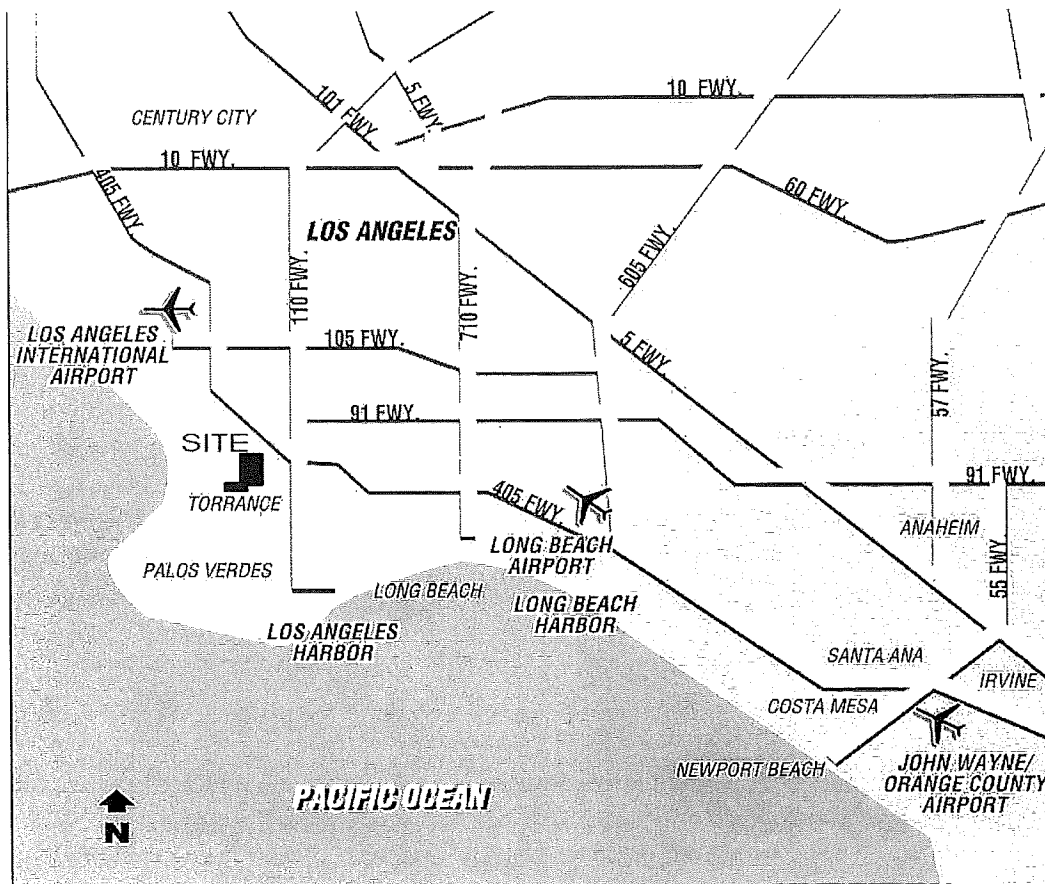 101 FWY.
5 FWY.
10 FWY.
CENTURY CITY
10 FWY.
405 FWY.
60 FWY.
LOS ANGELES
605 FWY.
110 FWY.
710 FWY.
LOS ANGELES
INTERNATIONAL
AIRPORT
105 FWY.
5 FWY.
57 FWY.
91 FWY.
SITE
TORRANCE
91 FWY.
405 FWY.
ANAHEIM
LONG BEACH
AIRPORT
55 FWY
PALOS VERDES
LONG BEACH
LONG BEACH
HARBOR
LOS ANGELES
HARBOR
SANTA ANA
IRVINE
COSTA MESA
NEWPORT BEACH
JOHN WAYNE/
ORANGE COUNTY
AIRPORT
PACIFIC OCEAN
N